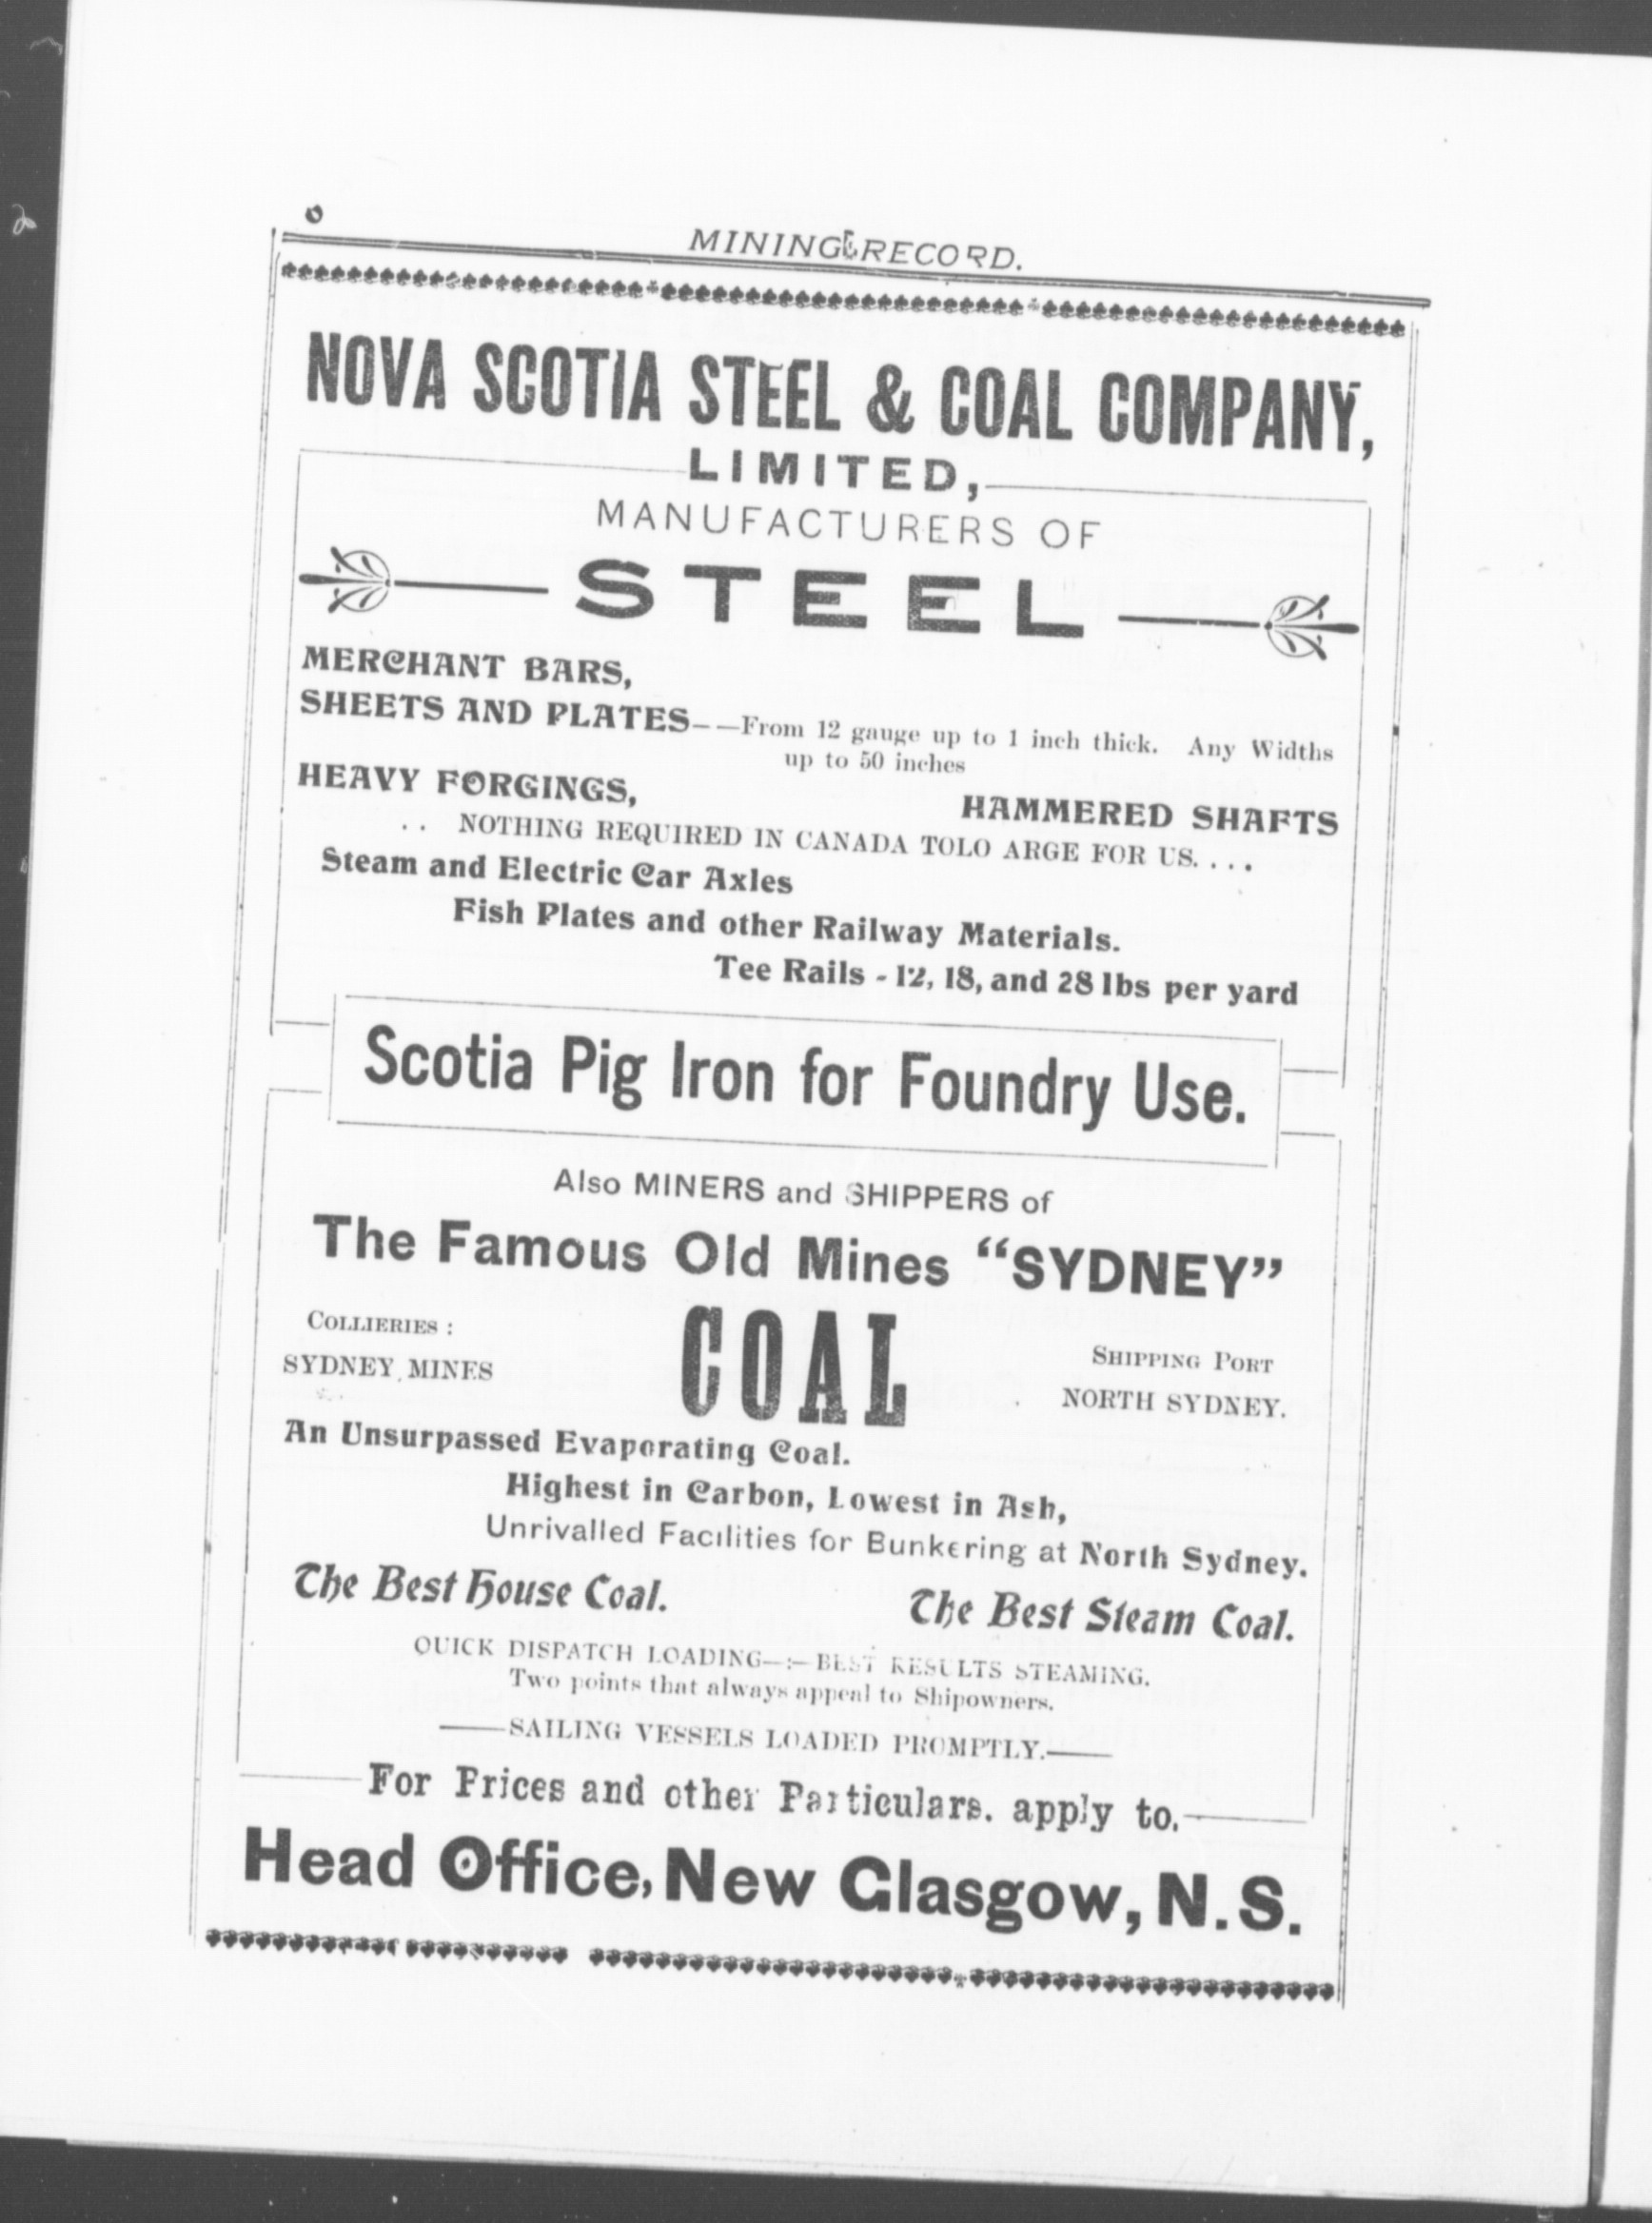 MINING RECORD.
NOVA SCOTIA STEEL & COAL COMPANY,
LIMITED,
MANUFACTURERS OF
STEEL
MERCHANT BARS,
SHEETS AND PLATES--From 12 gauge up to 1 inch thick. Any Widths
up to 50 inches
HEAVY FORGINGS, HAMMERED SHAFTS
. . NOTHING REQUIRED IN CANADA TOLO ARGE FOR US. . . .
Steam and Electric Car Axles
Fish Plates and other Railway Materials.
Tee Rails - 12, 18, and 28 lbs per yard
Scotia Pig Iron for Foundry Use.
Also MINERS and SHIPPERS of
The Famous Old Mines "SYDNEY"
COLLIERIES :
SYDNEY MINES
COAL
SHIPPING PORT
NORTH SYDNEY.
An Unsurpassed Evaporating Coal.
Highest in Carbon, Lowest in Ash,
Unrivalled Facilities for Bunkering at North Sydney.
The Best House Coal. The Best Steam Coal.
QUICK DISPATCH LOADING—:—BEST RESULTS STEAMING.
Two points that always appeal to Shipowners.
——SAILING VESSELS LOADED PROMPTLY.——
For Prices and other Particulars. apply to.
Head Office, New Glasgow, N.S.